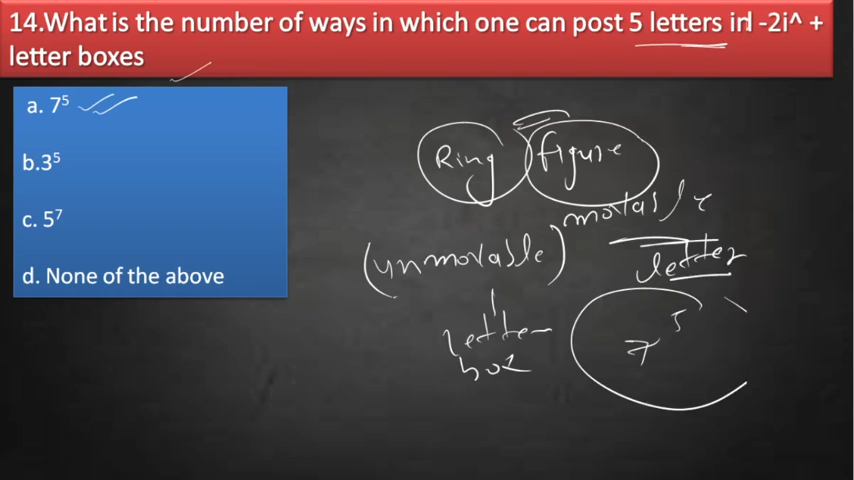 14.What is the number of ways in which one can post 5 letters in -2i^ +
letter boxes
a. 7⁵
b.3⁵
c. 5⁷
d. None of the above
Ring figure
movable
(unmovable)
letter
letter
box
7⁵